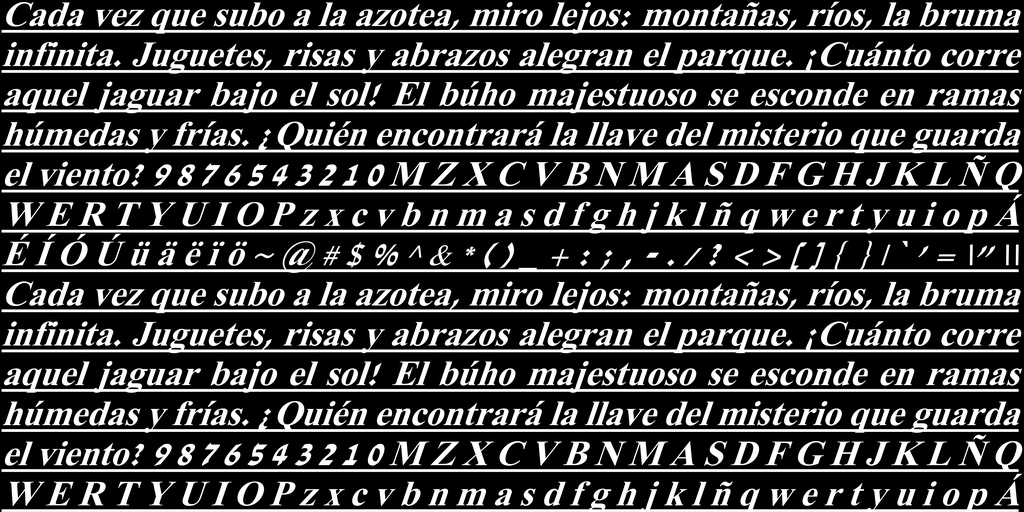 Cada vez que subo a la azotea, miro lejos: montañas, ríos, la bruma
infinita. Juguetes, risas y abrazos alegran el parque. ¡Cuánto corre
aquel jaguar bajo el sol! El búho majestuoso se esconde en ramas
húmedas y frías. ¿Quién encontrará la llave del misterio que guarda
el viento? 9 8 7 6 5 4 3 2 1 0 M Z X C V B N M A S D F G H J K L Ñ Q
W E R T Y U I O P z x c v b n m a s d f g h j k l ñ q w e r t y u i o p Á
É Í Ó Ú ü ä ë ï ö ~ @ # $ % ^ & * ( ) _ + : ; , - . / ? < > [ ] { } | ` ' = \" \\
Cada vez que subo a la azotea, miro lejos: montañas, ríos, la bruma
infinita. Juguetes, risas y abrazos alegran el parque. ¡Cuánto corre
aquel jaguar bajo el sol! El búho majestuoso se esconde en ramas
húmedas y frías. ¿Quién encontrará la llave del misterio que guarda
el viento? 9 8 7 6 5 4 3 2 1 0 M Z X C V B N M A S D F G H J K L Ñ Q
W E R T Y U I O P z x c v b n m a s d f g h j k l ñ q w e r t y u i o p Á